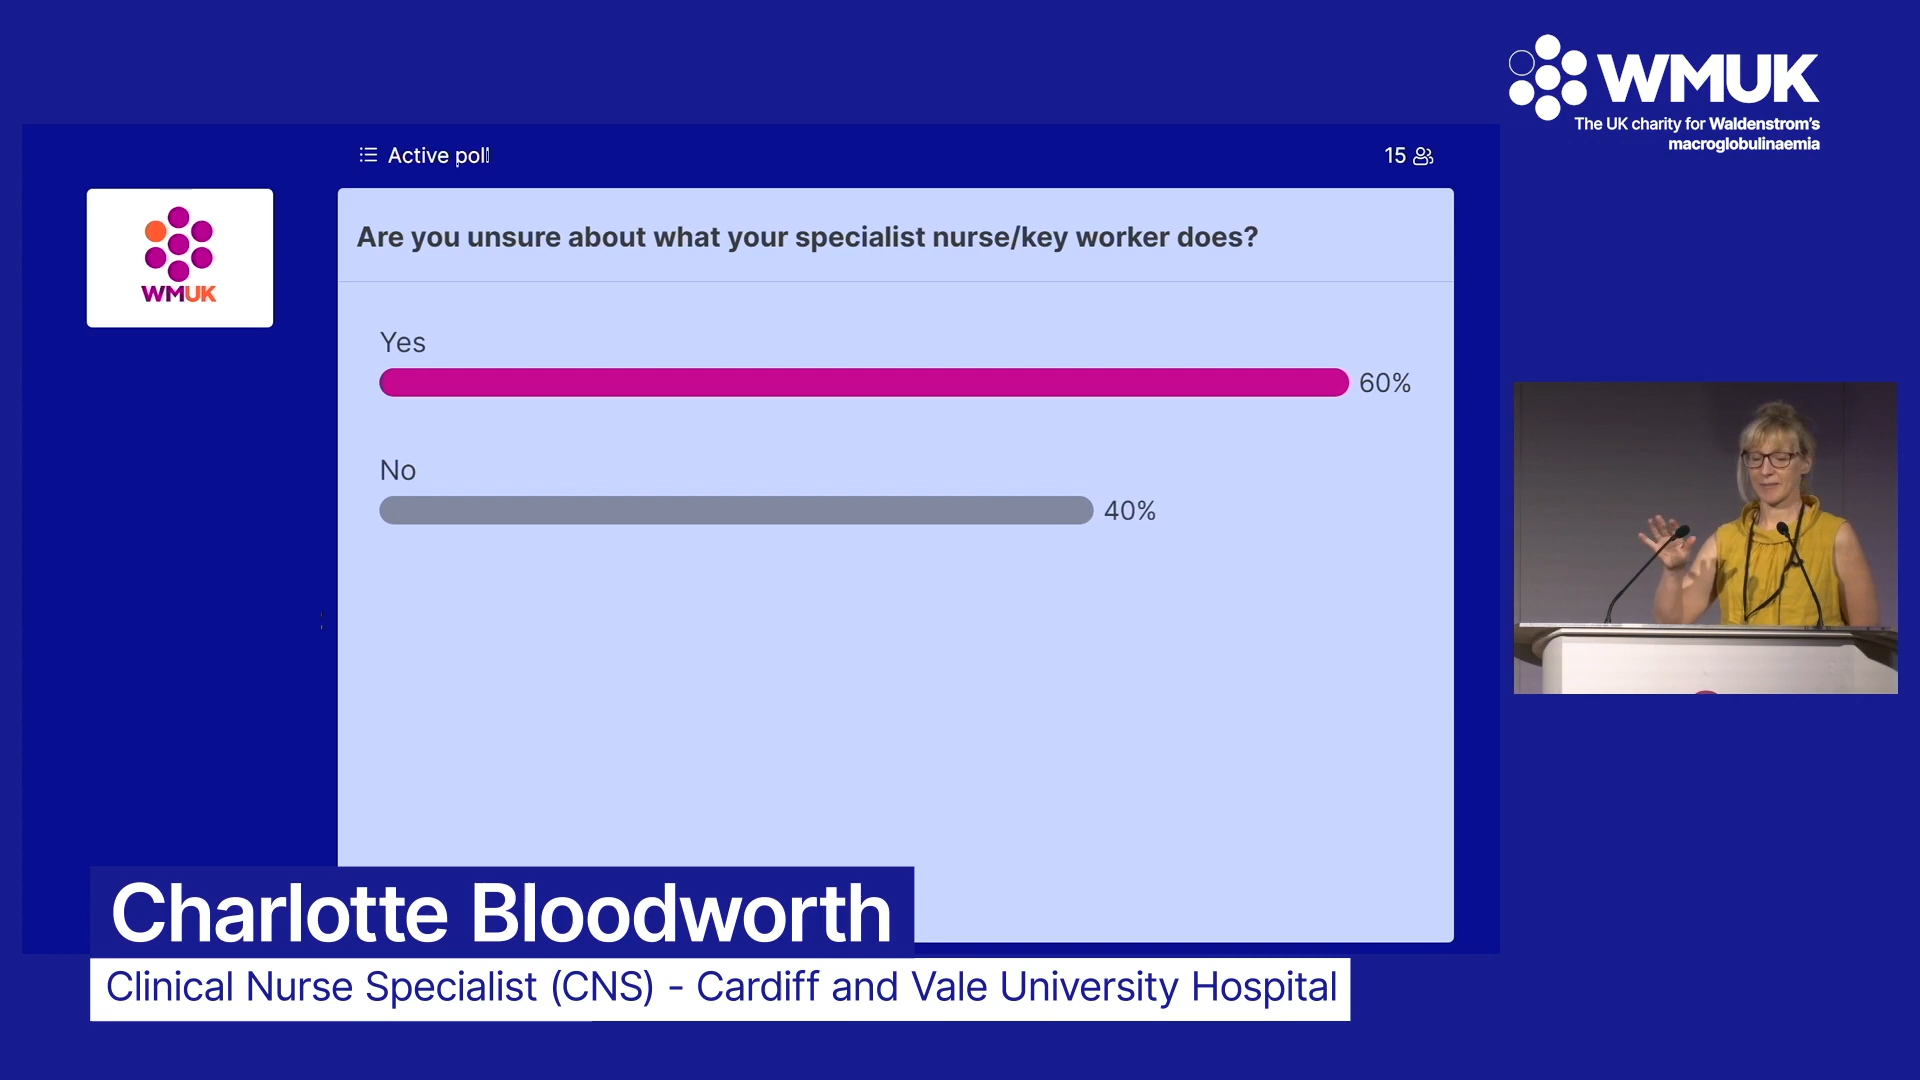 WMUK
The UK charity for Waldenstrom's
macroglobulinaemia
Active poll
15
WMUK
Are you unsure about what your specialist nurse/key worker does?
Yes
60%
No
40%
Charlotte Bloodworth
Clinical Nurse Specialist (CNS) - Cardiff and Vale University Hospital